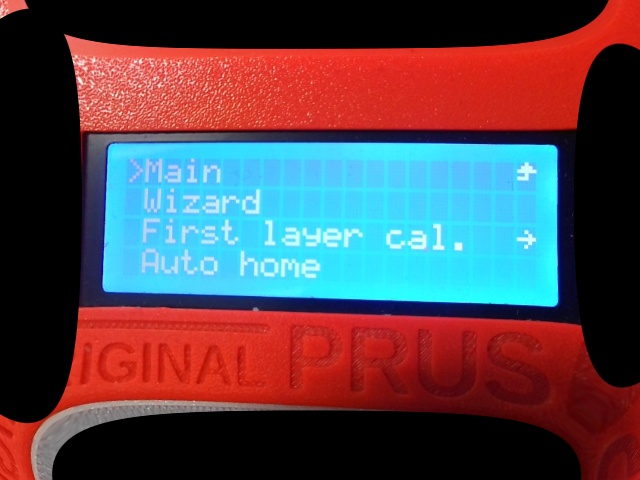 >Main ↰
Wizard
First layer cal. →
Auto home
IGINAL PRUS